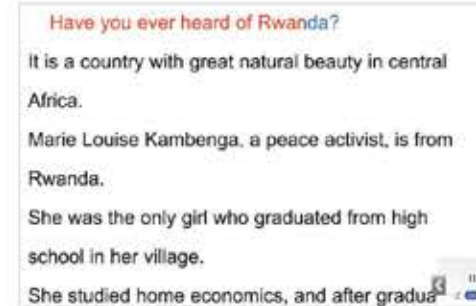 Have you ever heard of Rwanda?
It is a country with great natural beauty in central
Africa.
Marie Louise Kambenga, a peace activist, is from
Rwanda.
She was the only girl who graduated from high
school in her village.
She studied home economics, and after